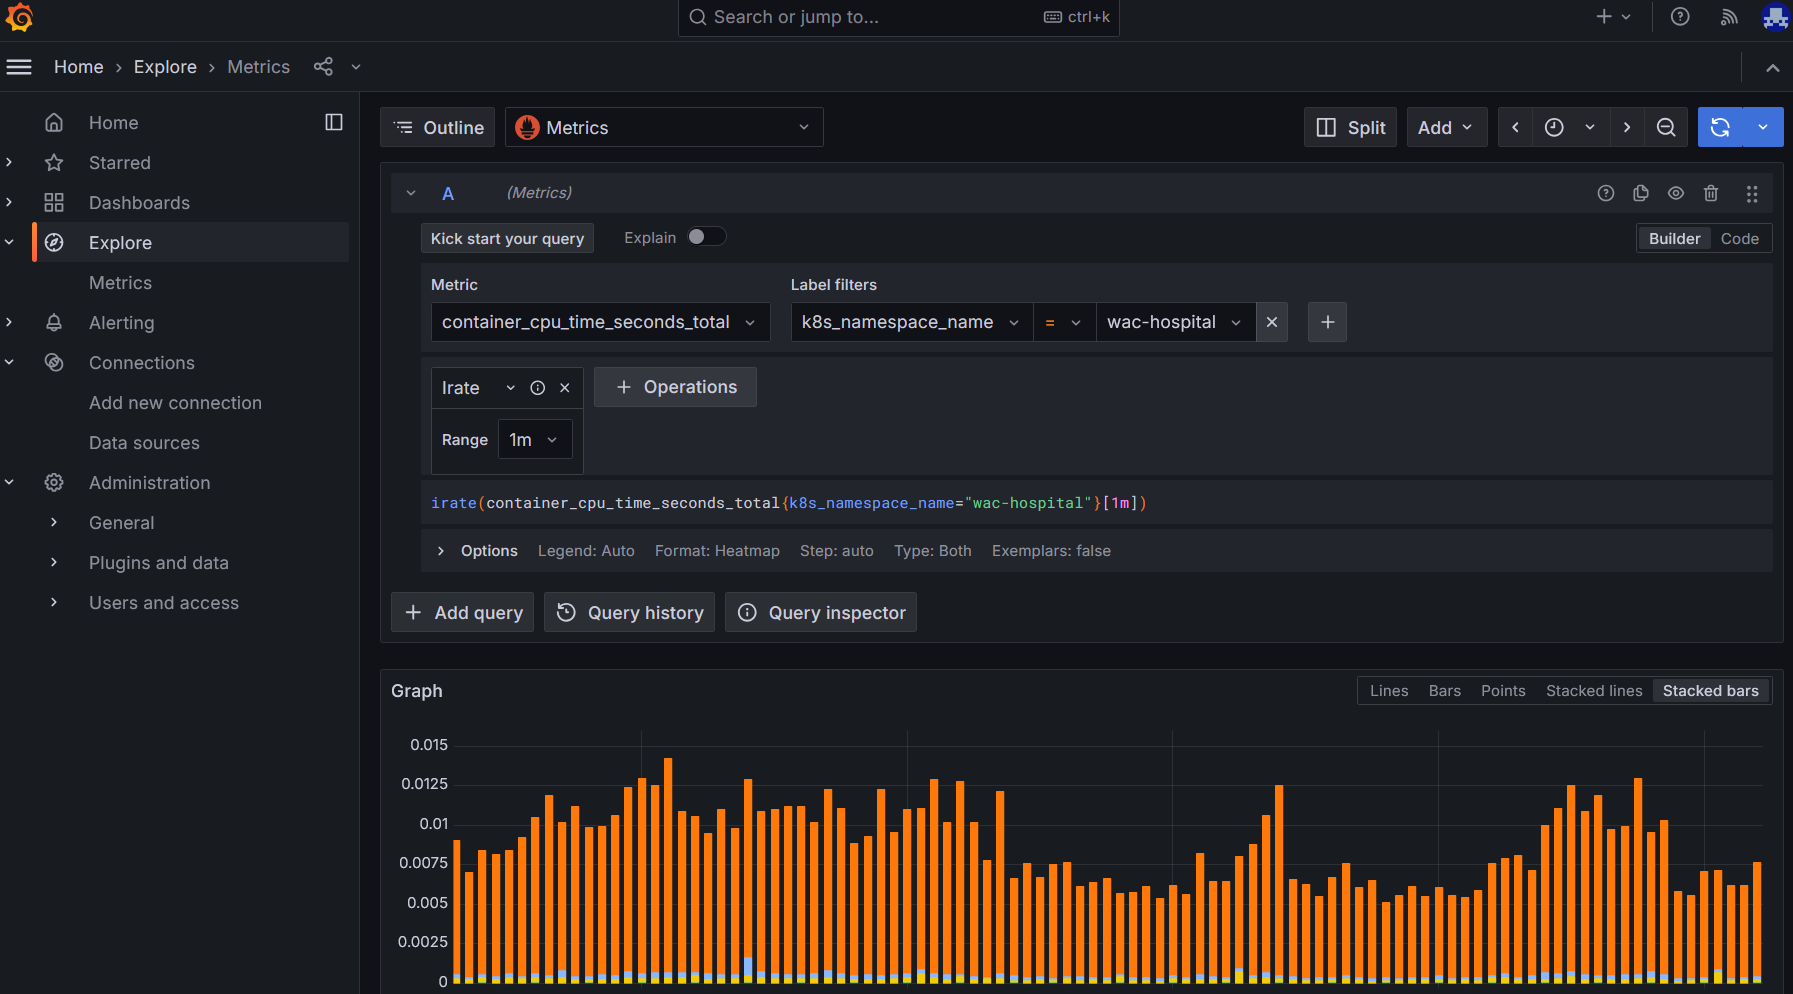 Search or jump to... ctrl+k
Home › Explore › Metrics
Home
Starred
Dashboards
Explore
Metrics
Alerting
Connections
Add new connection
Data sources
Administration
General
Plugins and data
Users and access
Outline Metrics Split Add
A (Metrics)
Kick start your query Explain Builder Code
Metric Label filters
container_cpu_time_seconds_total k8s_namespace_name = wac-hospital
Irate Operations
Range 1m
irate(container_cpu_time_seconds_total{k8s_namespace_name="wac-hospital"}[1m])
Options Legend: Auto Format: Heatmap Step: auto Type: Both Exemplars: false
Add query Query history Query inspector
Graph Lines Bars Points Stacked lines Stacked bars
0.015
0.0125
0.01
0.0075
0.005
0.0025
0